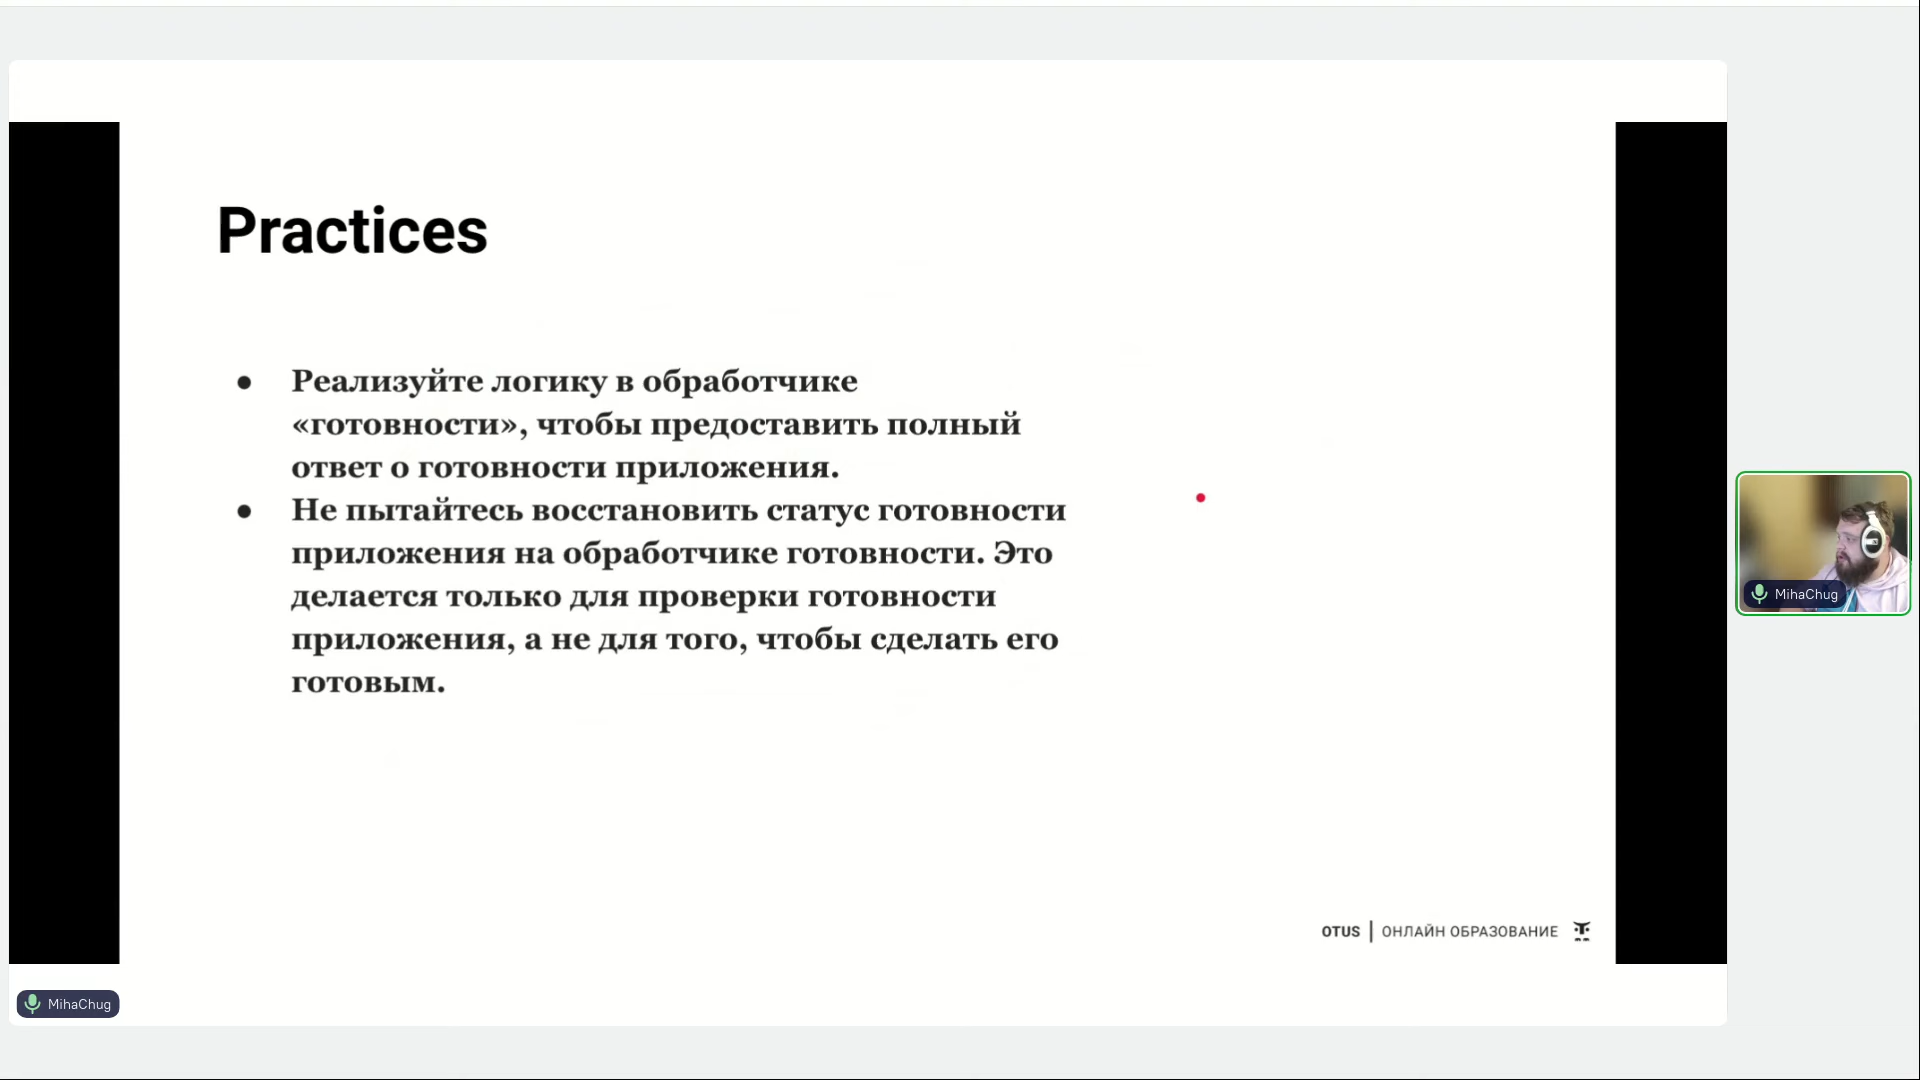 Practices
● Реализуйте логику в обработчике
«готовности», чтобы предоставить полный
ответ о готовности приложения.
● Не пытайтесь восстановить статус готовности
приложения на обработчике готовности. Это
делается только для проверки готовности
приложения, а не для того, чтобы сделать его
готовым.
MihaChug
OTUS | ОНЛАЙН ОБРАЗОВАНИЕ
MihaChug